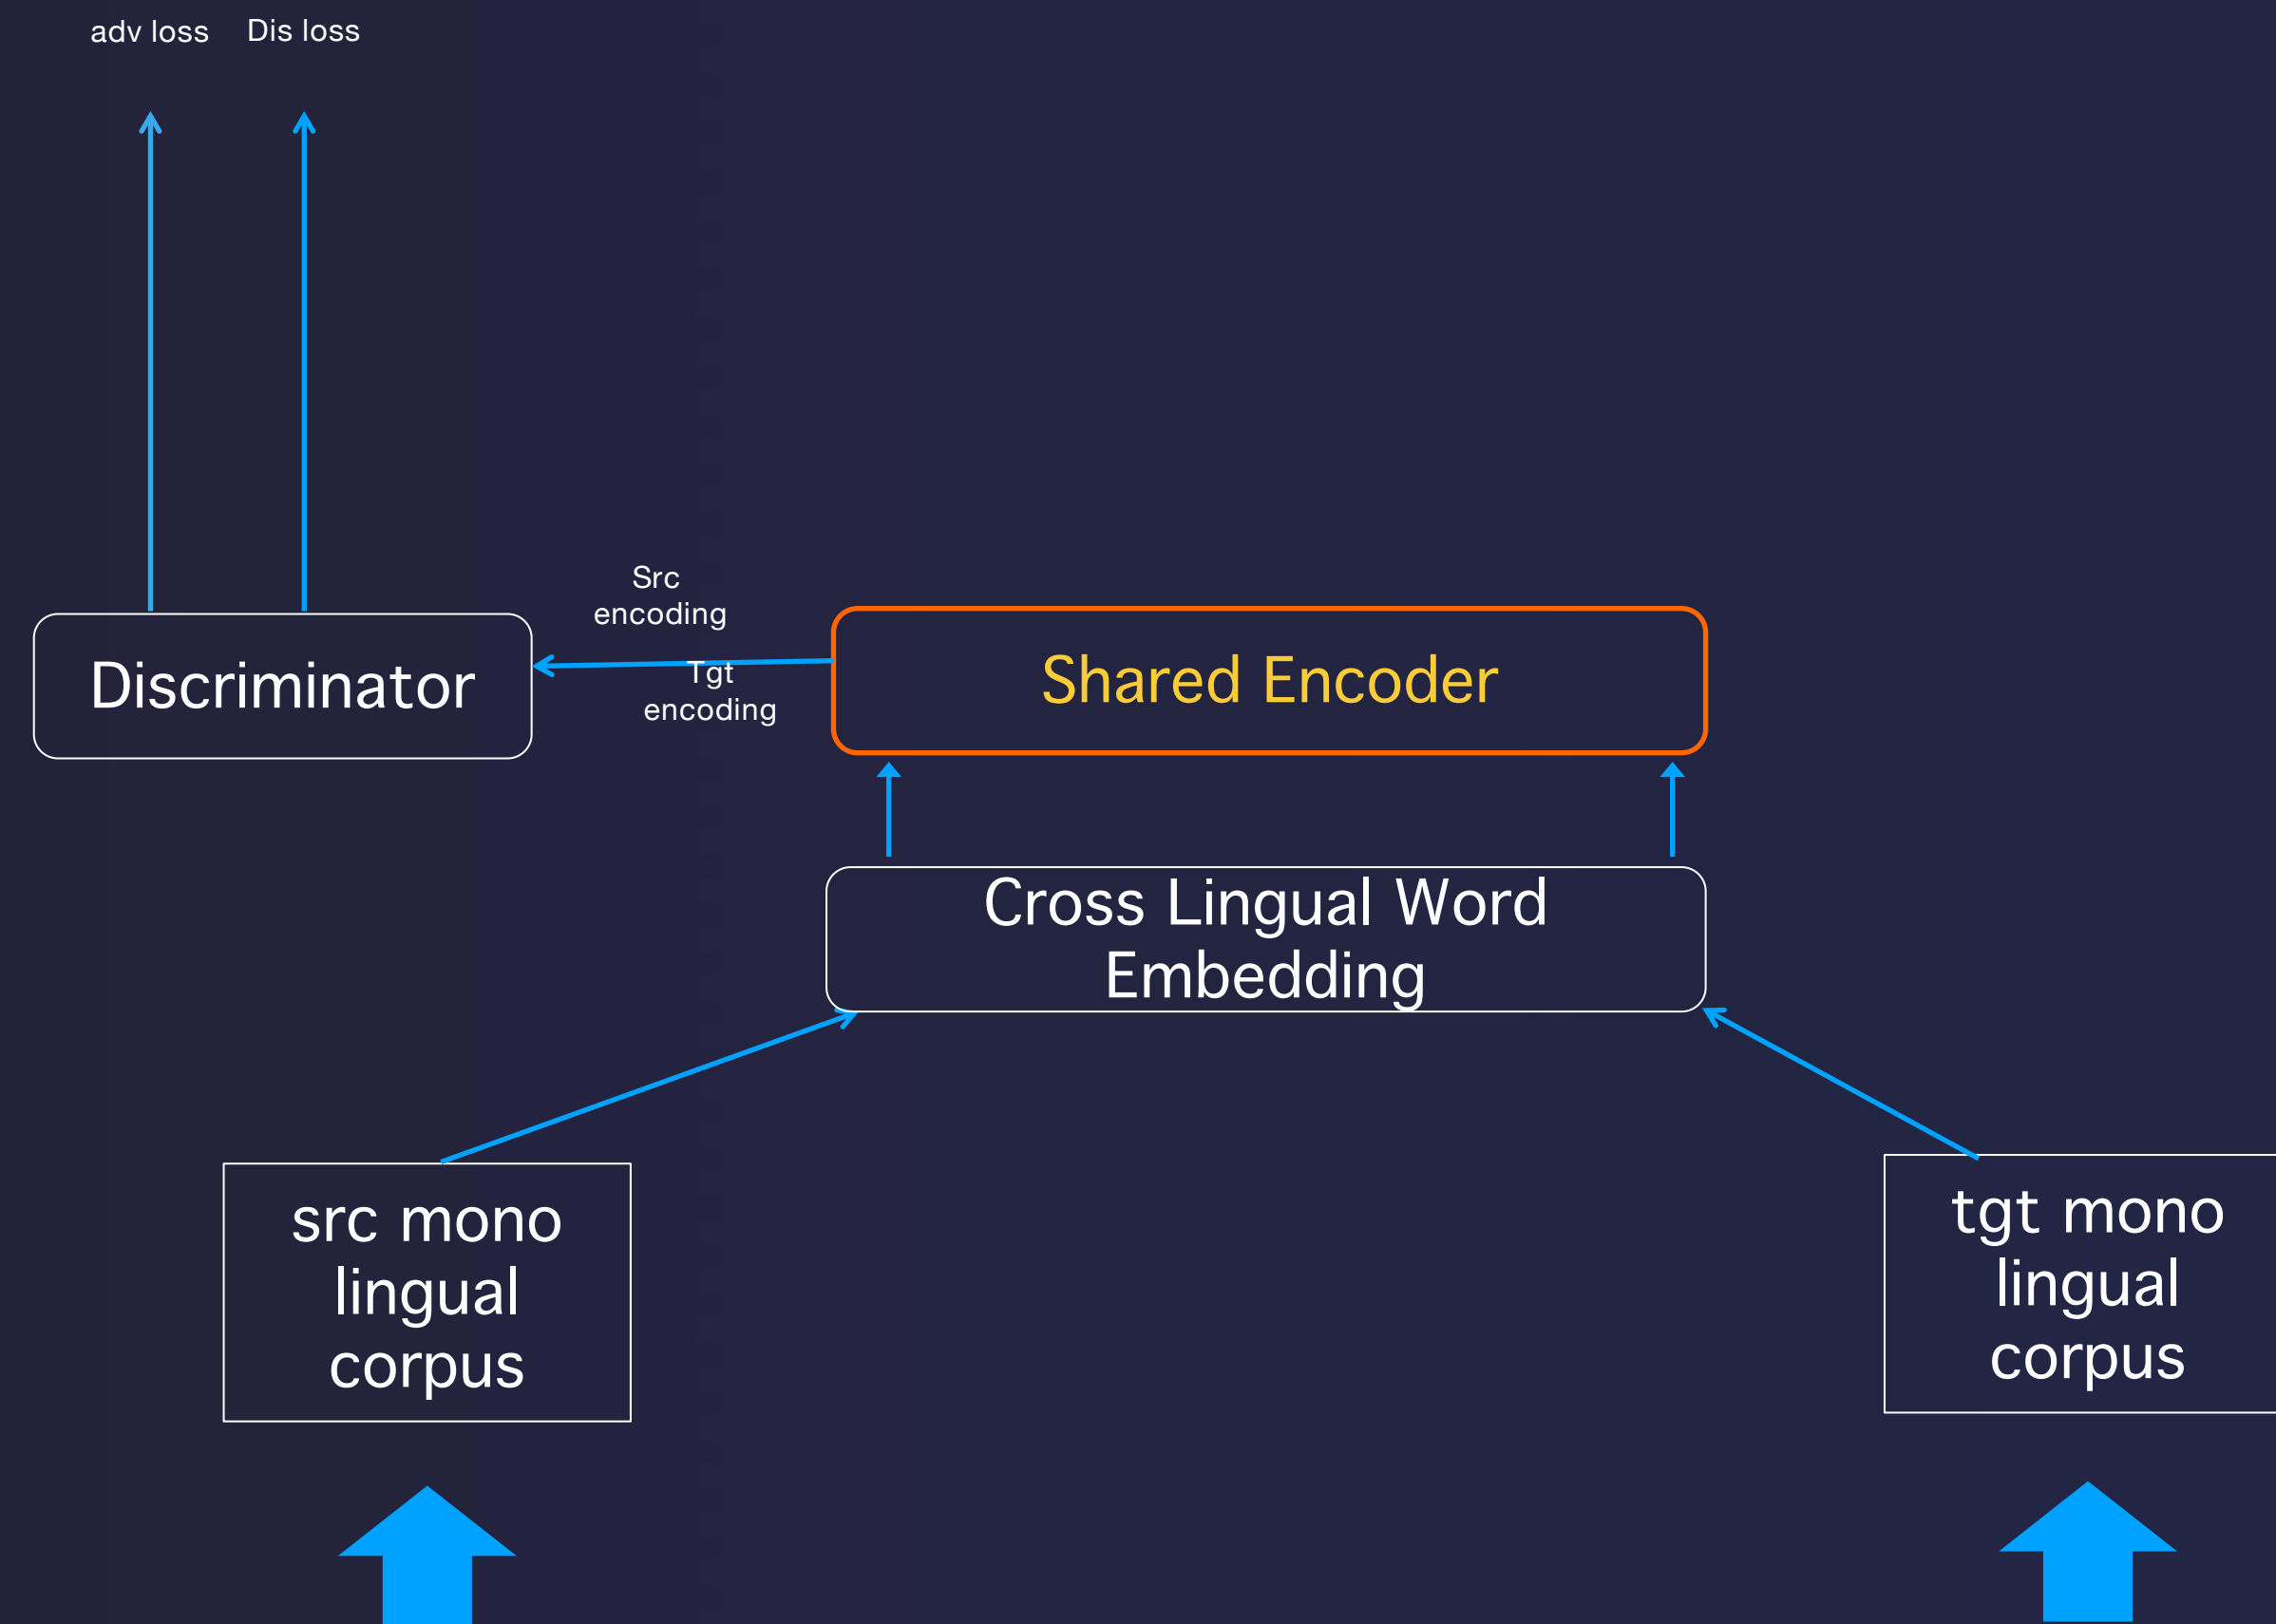 adv loss
Dis loss
Src
encoding
Tgt
encoding
Discriminator
Shared Encoder
Cross Lingual Word
Embedding
src mono
lingual
corpus
tgt mono
lingual
corpus